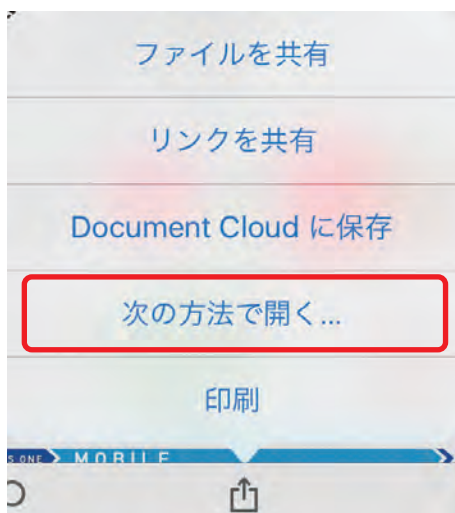 ファイルを共有
リンクを共有
Document Cloud に保存
次の方法で開く...
印刷
S ONE MOBILE